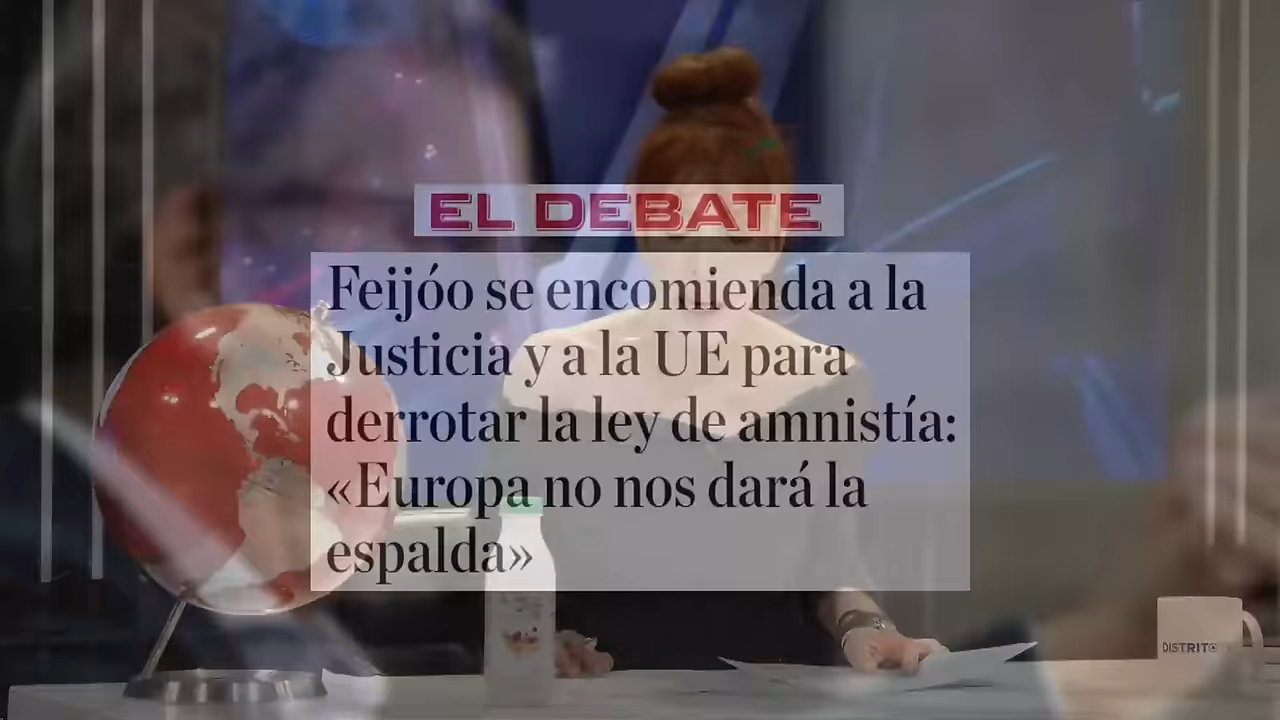 EL DEBATE
Feijóo se encomienda a la
Justicia y a la UE para
derrotar la ley de amnistía:
«Europa no nos dará la
espalda»